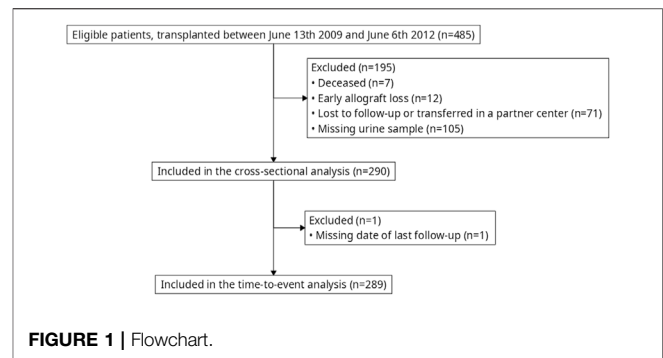 Eligible patients, transplanted between June 13th 2009 and June 6th 2012 (n=485)
Excluded (n=195)
• Deceased (n=7)
• Early allograft loss (n=12)
• Lost to follow-up or transferred in a partner center (n=71)
• Missing urine sample (n=105)
Included in the cross-sectional analysis (n=290)
Excluded (n=1)
• Missing date of last follow-up (n=1)
Included in the time-to-event analysis (n=289)
FIGURE 1 | Flowchart.